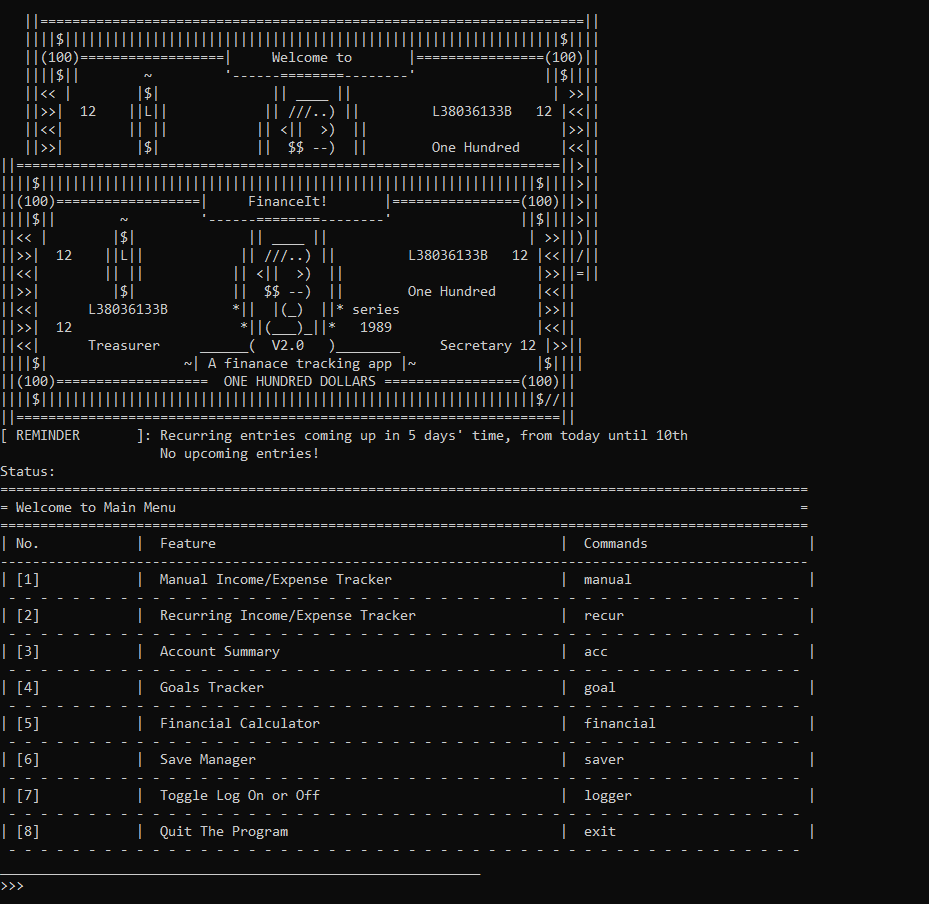 ||====================================================================||
||||$||||||||||||||||||||||||||||||||||||||||||||||||||||||||||||||$||||
||(100)==================|     Welcome to       |================(100)||
||||$||        ~         '------========--------'                ||$||||
||<< |        |$|              || ____ ||                         | >>||
||>>|  12    ||L||            || ///..) ||         L38036133B   12 |<<||
||<<|        || ||           || <||  >)  ||                        |>>||
||>>|         |$|            ||  $$ --)  ||        One Hundred     |<<||
||====================================================================||>||
||||$||||||||||||||||||||||||||||||||||||||||||||||||||||||||||||||$||||>||
||(100)==================|     FinanceIt!       |================(100)||>||
||||$||        ~         '------========--------'                ||$||||>||
||<< |        |$|              || ____ ||                         | >>||)||
||>>|  12    ||L||            || ///..) ||         L38036133B   12 |<<||/||
||<<|        || ||           || <||  >)  ||                        |>>||=||
||>>|         |$|            ||  $$ --)  ||        One Hundred     |<<||
||<<|      L38036133B        *||  |(_)  ||* series                 |>>||
||>>|  12                     *||(___)_||*   1989                  |<<||
||<<|      Treasurer     ______(  V2.0   )________     Secretary 12 |>>||
||||$|                 ~| A finanace tracking app |~               |$||||
||(100)===================  ONE HUNDRED DOLLARS =================(100)||
||||$||||||||||||||||||||||||||||||||||||||||||||||||||||||||||||||$//||
||====================================================================||
[ REMINDER       ]: Recurring entries coming up in 5 days' time, from today until 10th
No upcoming entries!
Status:
=====================================================================================================
= Welcome to Main Menu                                                                              =
=====================================================================================================
| No.            |  Feature                                           |  Commands                    |
-----------------------------------------------------------------------------------------------------
| [1]            |  Manual Income/Expense Tracker                     |  manual                      |
- - - - - - - - - - - - - - - - - - - - - - - - - - - - - - - - - - - - - - - - - - - - - - - - - -
| [2]            |  Recurring Income/Expense Tracker                  |  recur                       |
- - - - - - - - - - - - - - - - - - - - - - - - - - - - - - - - - - - - - - - - - - - - - - - - - -
| [3]            |  Account Summary                                   |  acc                         |
- - - - - - - - - - - - - - - - - - - - - - - - - - - - - - - - - - - - - - - - - - - - - - - - - -
| [4]            |  Goals Tracker                                     |  goal                        |
- - - - - - - - - - - - - - - - - - - - - - - - - - - - - - - - - - - - - - - - - - - - - - - - - -
| [5]            |  Financial Calculator                              |  financial                   |
- - - - - - - - - - - - - - - - - - - - - - - - - - - - - - - - - - - - - - - - - - - - - - - - - -
| [6]            |  Save Manager                                      |  saver                       |
- - - - - - - - - - - - - - - - - - - - - - - - - - - - - - - - - - - - - - - - - - - - - - - - - -
| [7]            |  Toggle Log On or Off                              |  logger                      |
- - - - - - - - - - - - - - - - - - - - - - - - - - - - - - - - - - - - - - - - - - - - - - - - - -
| [8]            |  Quit The Program                                  |  exit                        |
- - - - - - - - - - - - - - - - - - - - - - - - - - - - - - - - - - - - - - - - - - - - - - - - - -
____________________________________________________________
>>>